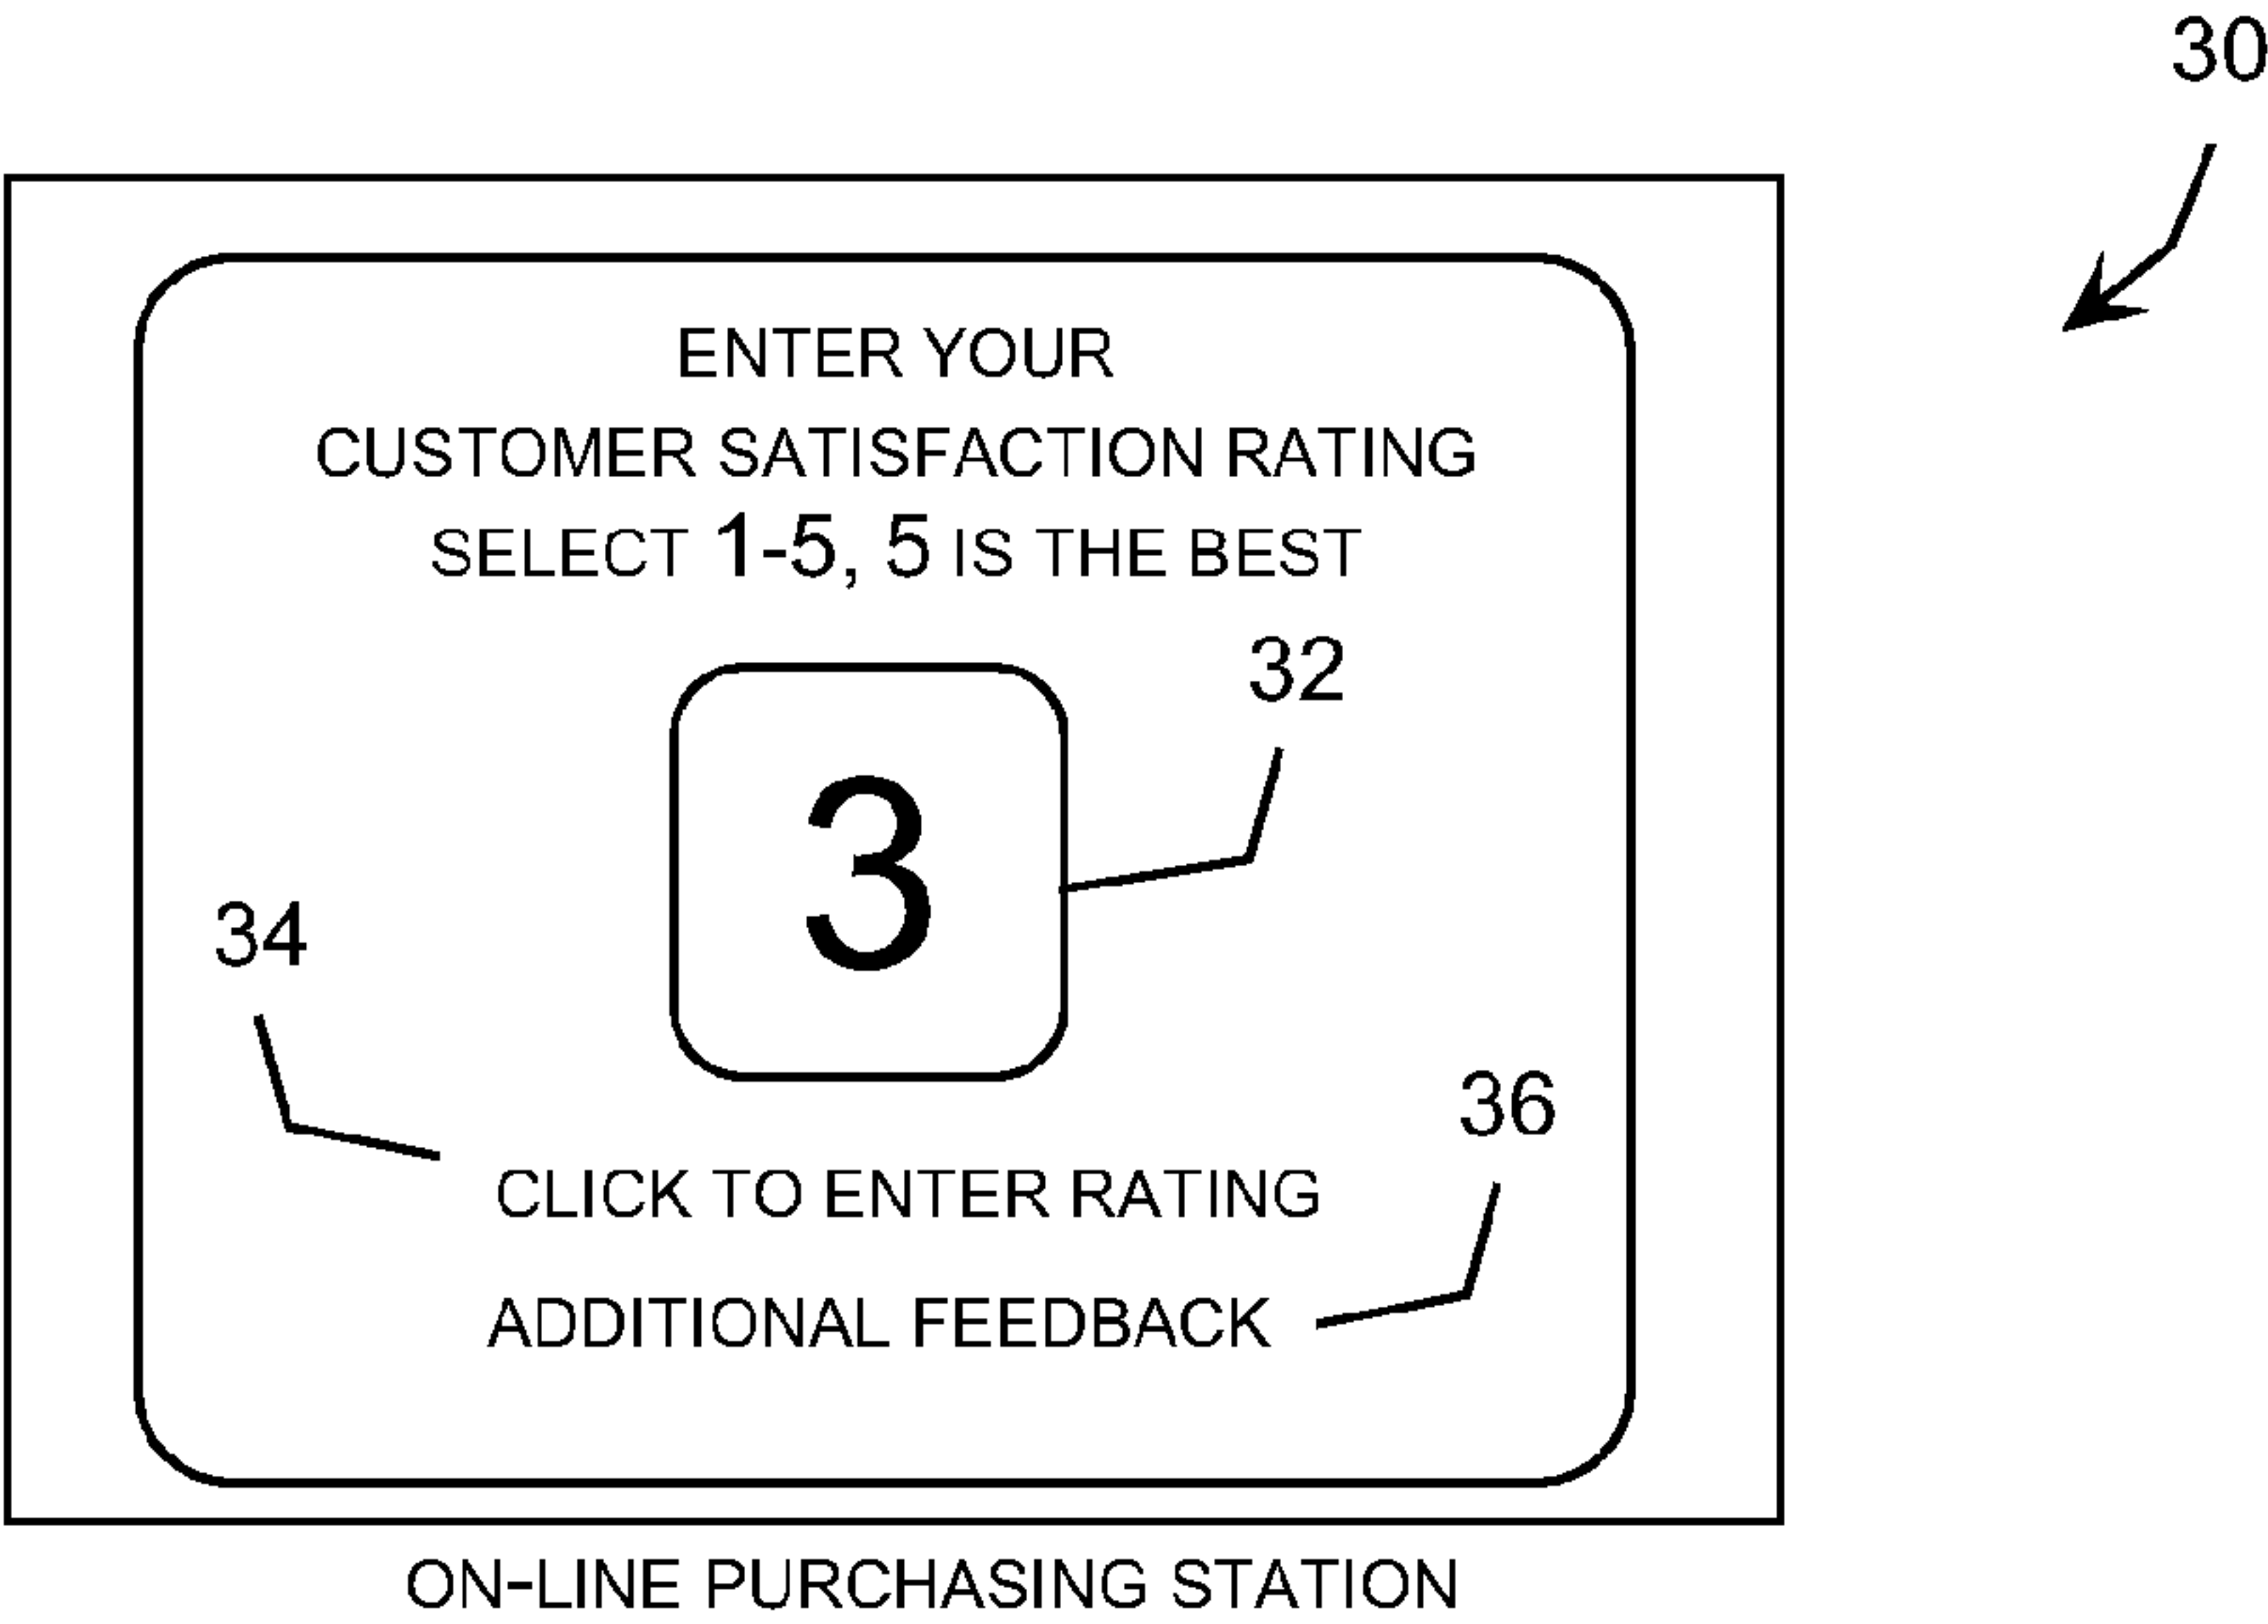 30
ENTER YOUR
CUSTOMER SATISFACTION RATING
SELECT 1-5, 5 IS THE BEST
32
3
34
36
CLICK TO ENTER RATING
ADDITIONAL FEEDBACK
ON-LINE PURCHASING STATION